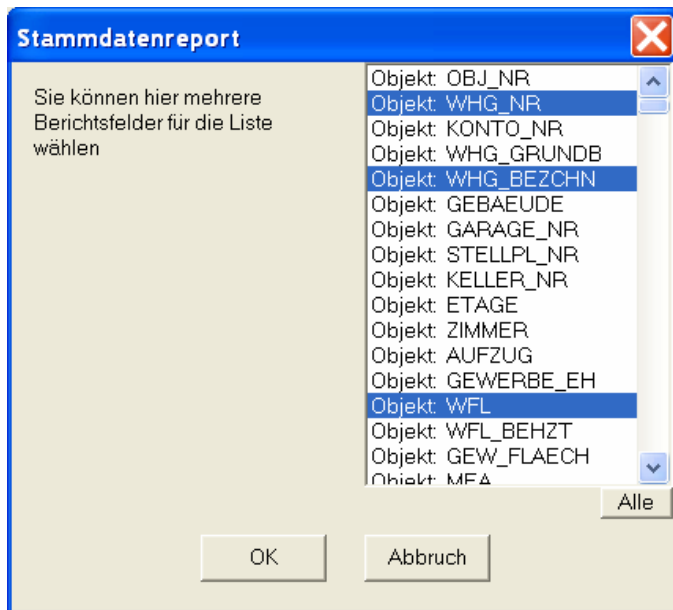 Stammdatenreport
Sie können hier mehrere
Berichtsfelder für die Liste
wählen
Objekt: OBJ_NR
Objekt: WHG_NR
Objekt: KONTO_NR
Objekt: WHG_GRUNDB
Objekt: WHG_BEZCHN
Objekt: GEBAEUDE
Objekt: GARAGE_NR
Objekt: STELLPL_NR
Objekt: KELLER_NR
Objekt: ETAGE
Objekt: ZIMMER
Objekt: AUFZUG
Objekt: GEWERBE_EH
Objekt: WFL
Objekt: WFL_BEHZT
Objekt: GEW_FLAECH
Objekt: MEA
Alle
OK
Abbruch